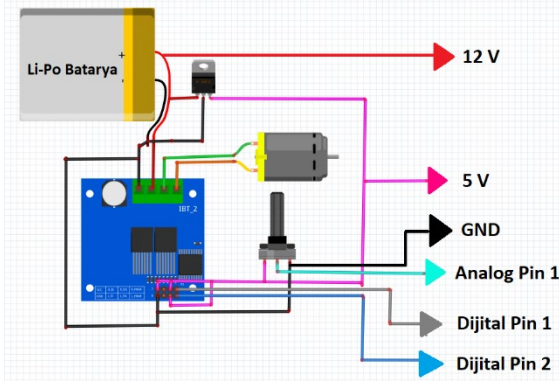 Li-Po Batarya
+
-
12 V
5 V
IBT_2
GND
Analog Pin 1
Dijital Pin 1
Dijital Pin 2